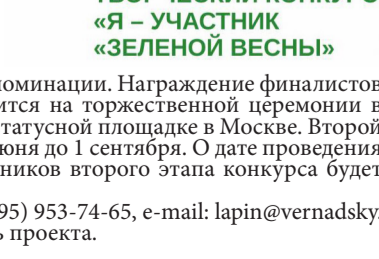 ТВОРЧЕСКИЙ КОНКУРС
«Я – УЧАСТНИК
«ЗЕЛЕНОЙ ВЕСНЫ»
номинации. Награждение финалистов
ится на торжественной церемонии в
татусной площадке в Москве. Второй
юня до 1 сентября. О дате проведения
ников второго этапа конкурса будет
95) 953-74-65, e-mail: lapin@vernadsky.
ь проекта.